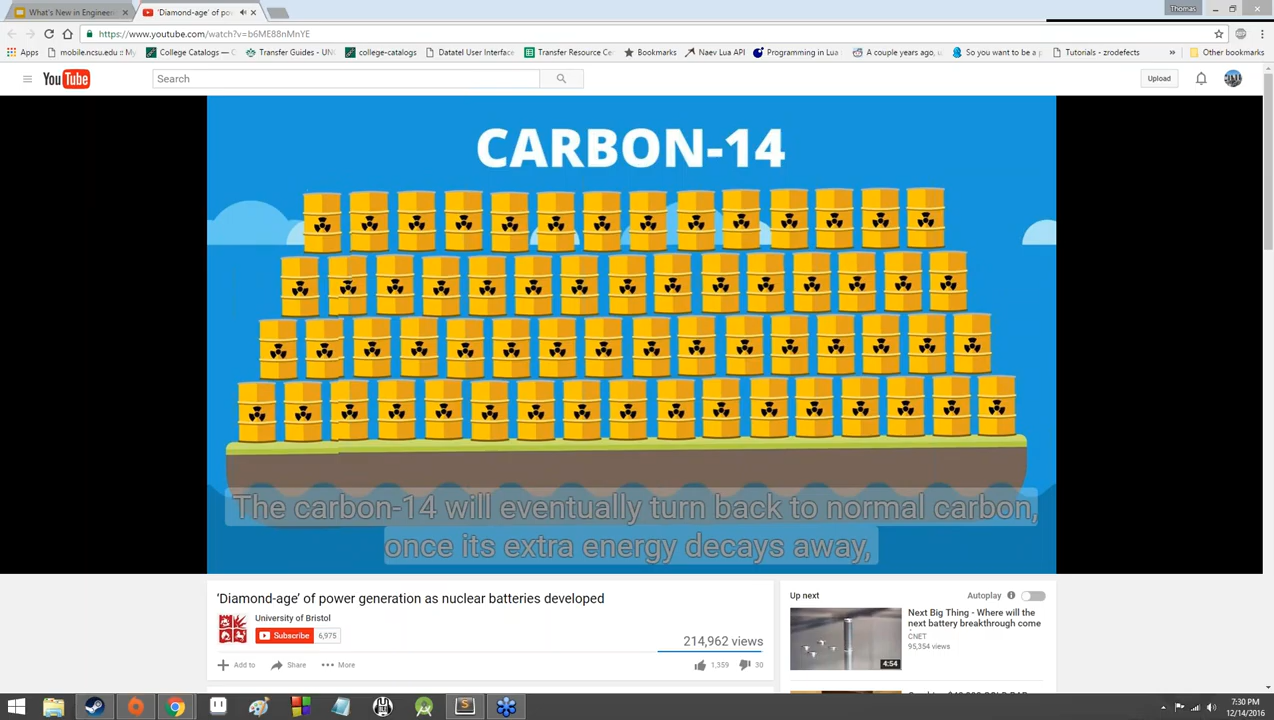 What's New in Engineeri
'Diamond-age' of po
Thomas
https://www.youtube.com/watch?v=b6ME88nMnYE
Apps
mobile.ncsu.edu :: M
College Catalogs —
Transfer Guides - UNC
college-catalogs
Datatel User Interface
Transfer Resource Ce
Bookmarks
Naev Lua API
Programming in Lua
A couple years ago, u
So you want to be a p
Tutorials - zrodefects
»
Other bookmarks
YouTube
Search
Upload
CARBON-14
The carbon-14 will eventually turn back to normal carbon,
once its extra energy decays away,
'Diamond-age' of power generation as nuclear batteries developed
University of Bristol
Subscribe 6,975
214,962 views
Add to
Share
More
1,359
30
Up next
Autoplay
Next Big Thing - Where will the
next battery breakthrough come
CNET
95,354 views
4:54
7:30 PM
12/14/2016